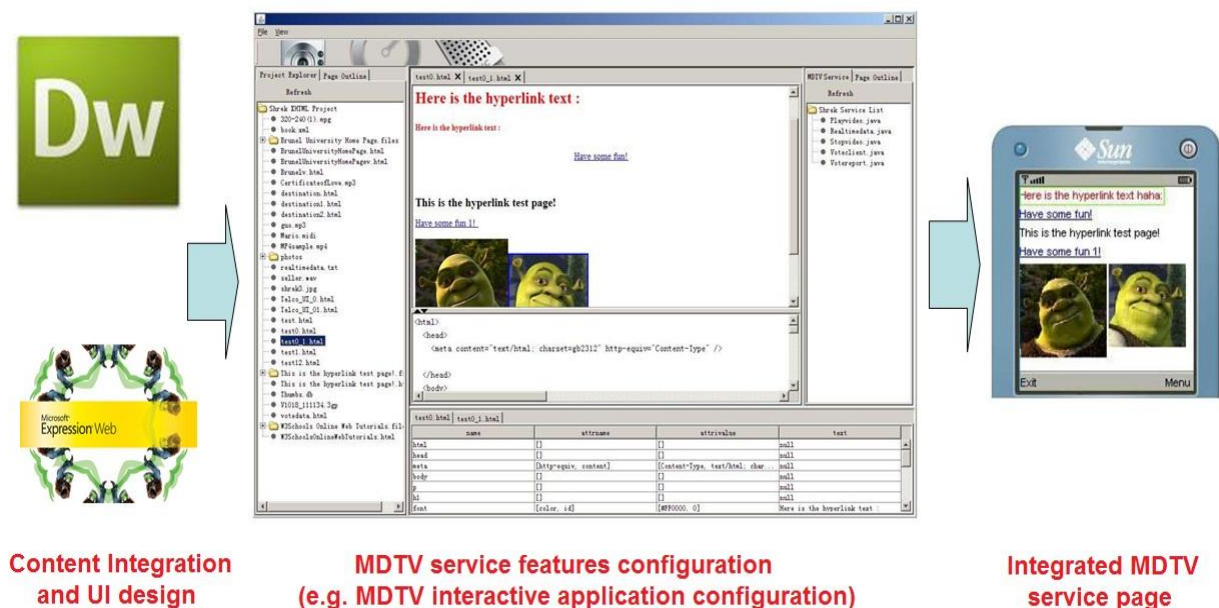 Dw
Microsoft
Expression Web
Content Integration
and UI design
File View
Project Explorer Page Outline
Refresh
Shrek XHTML Project
320-240(1).mpg
book.xml
Brunel University Home Page.files
BrunelUniversityHomePage.html
BrunelUniversityHomePagev.html
Brunelv.html
CertificateofLove.mp3
destination.html
destination1.html
destination2.html
guo.mp3
Mario.midi
MP4sample.mp4
photos
realtimedata.txt
seller.wav
shrek3.jpg
Telco_UI_0.html
Telco_UI_01.html
test.html
test0.html
test0_1.html
test1.html
test12.html
This is the hyperlink test page!.f
This is the hyperlink test page!.h
Thumbs.db
V1018_111134.3gp
votedata.html
W3Schools Online Web Tutorials.fil
W3SchoolsOnlineWebTutorials.html
test0.html X test0_1.html X
Here is the hyperlink text :
Here is the hyperlink text :
Have some fun!
This is the hyperlink test page!
Have some fun 1!
<html>
<head>
<meta content="text/html; charset=gb2312" http-equiv="Content-Type" />
</head>
<body>
test0.html test0_1.html
name attrname attrivalue text
html [] [] null
head [] [] null
meta [http-equiv, content] [Content-Type, text/html; char... null
body [] [] null
p [] [] null
h1 [] [] null
font [color, id] [#FF0000, 0] Here is the hyperlink text :
MDTV Service Page Outline
Refresh
Shrek Service List
Playvideo.java
Realtimedata.java
Stopvideo.java
Voteclient.java
Votereport.java
MDTV service features configuration
(e.g. MDTV interactive application configuration)
Sun
Here is the hyperlink text haha:
Have some fun!
This is the hyperlink test page!
Have some fun 1!
Exit Menu
Integrated MDTV
service page